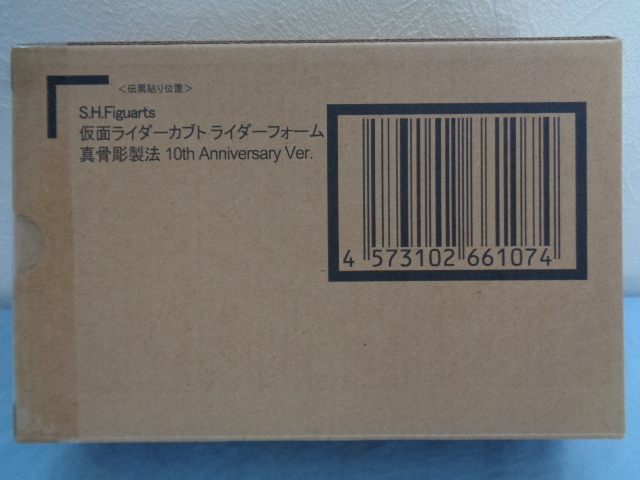 ＜伝票貼り位置＞
S.H.Figuarts
仮面ライダーカブト ライダーフォーム
真骨彫製法 10th Anniversary Ver.
4 573102 661074